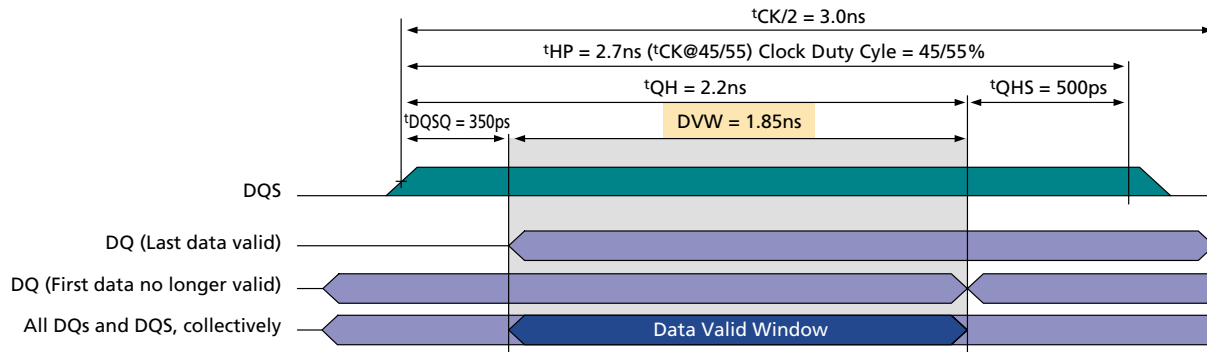 tCK/2 = 3.0ns
tHP = 2.7ns (tCK@45/55) Clock Duty Cyle = 45/55%
tQH = 2.2ns
tQHS = 500ps
tDQSQ = 350ps
DVW = 1.85ns
DQS
DQ (Last data valid)
DQ (First data no longer valid)
All DQs and DQS, collectively
Data Valid Window